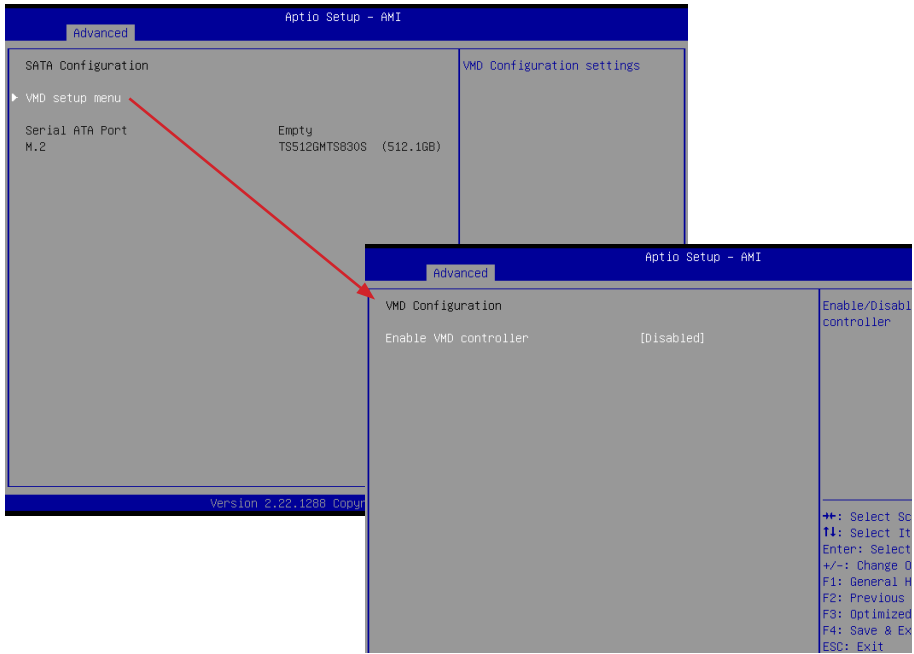 Aptio Setup - AMI
Advanced
SATA Configuration
VMD setup menu
Serial ATA Port Empty
M.2 TS512GMTS830S (512.1GB)
VMD Configuration settings
Version 2.22.1288
Aptio Setup - AMI
Advanced
VMD Configuration
Enable VMD controller [Disabled]
Enable/Disabl
controller
→←: Select Sc
↑↓: Select It
Enter: Select
+/-: Change O
F1: General H
F2: Previous
F3: Optimized
F4: Save & Ex
ESC: Exit